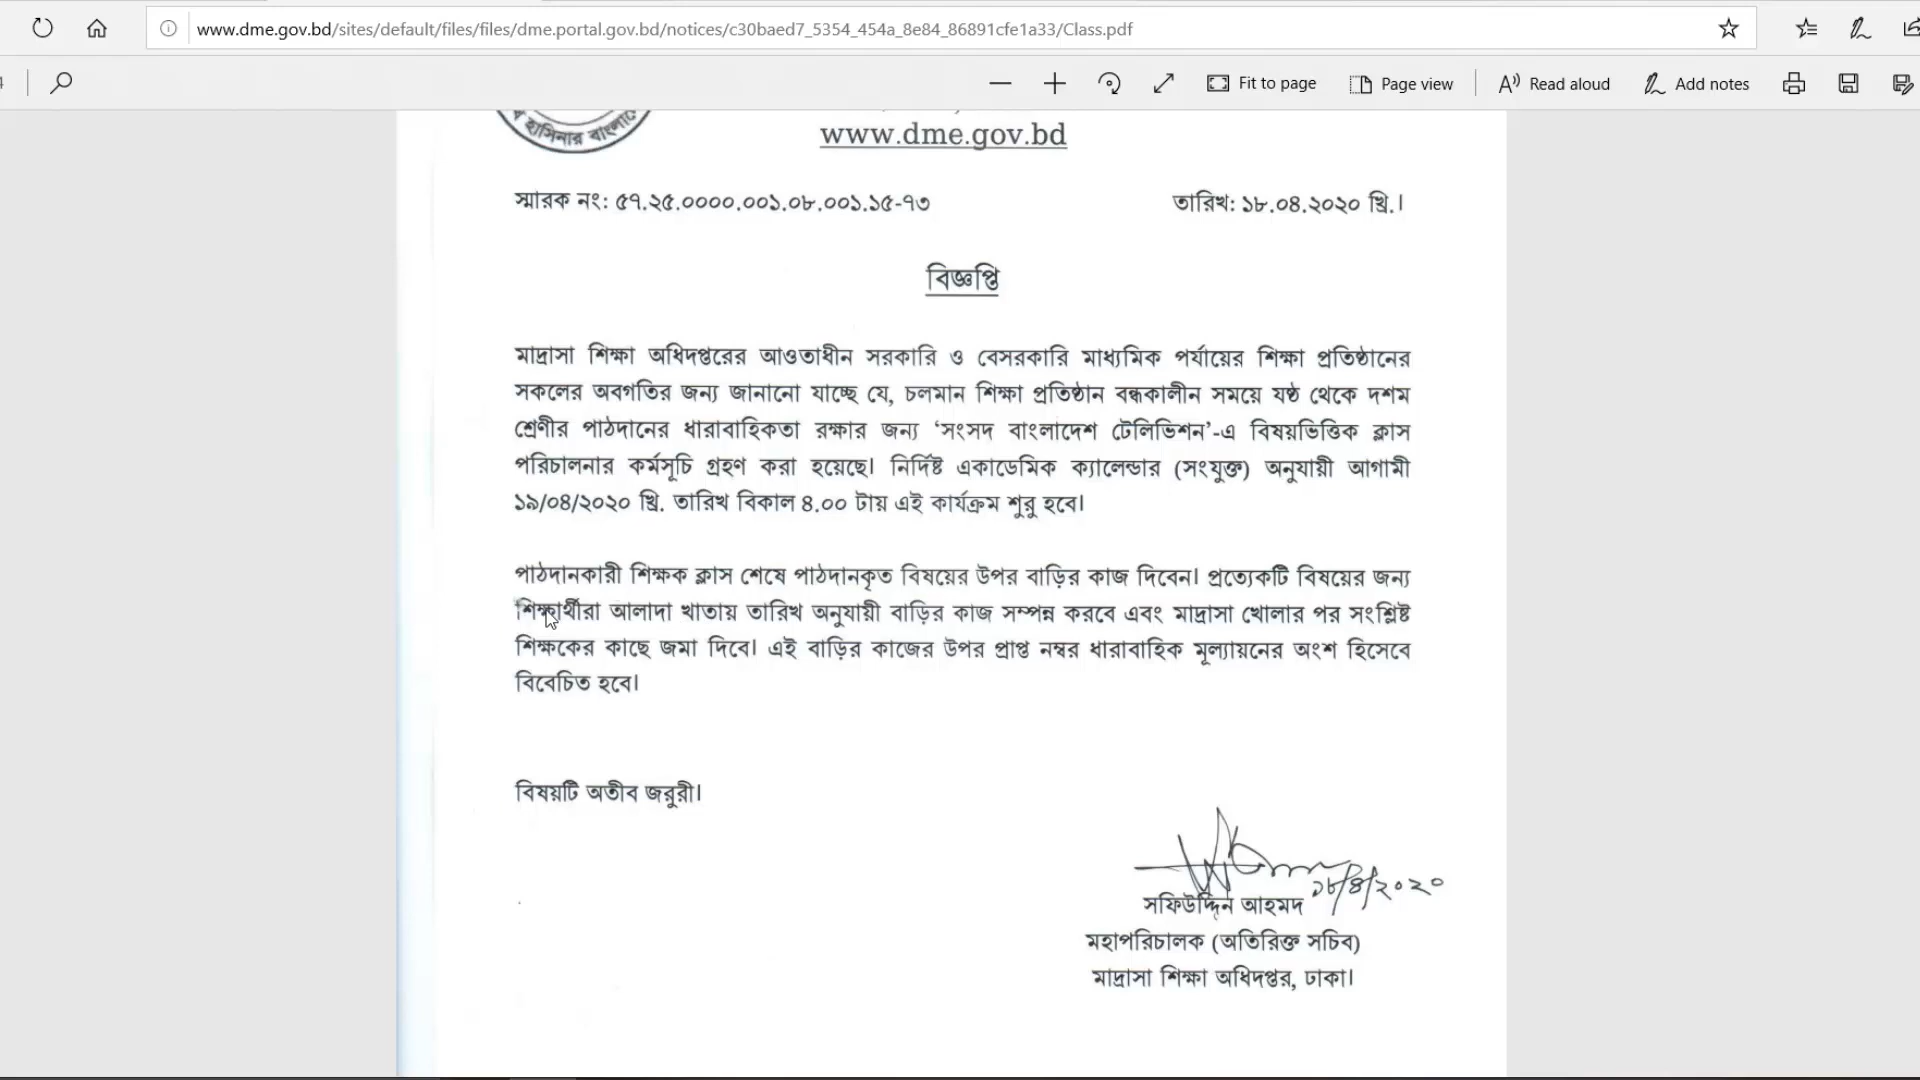 www.dme.gov.bd/sites/default/files/files/dme.portal.gov.bd/notices/c30baed7_5354_454a_8e84_86891cfe1a33/Class.pdf
Fit to page
Page view
Read aloud
Add notes
হাসিনার
www.dme.gov.bd
স্মারক নং: ৫৭.২৫.০০০০.০০১.০৮.০০১.১৫-৭৩
তারিখ: ১৮.০৪.২০২০ খ্রি.।
বিজ্ঞপ্তি
মাদ্রাসা শিক্ষা অধিদপ্তরের আওতাধীন সরকারি ও বেসরকারি মাধ্যমিক পর্যায়ের শিক্ষা প্রতিষ্ঠানের
সকলের অবগতির জন্য জানানো যাচ্ছে যে, চলমান শিক্ষা প্রতিষ্ঠান বন্ধকালীন সময়ে যষ্ঠ থেকে দশম
শ্রেণীর পাঠদানের ধারাবাহিকতা রক্ষার জন্য ‘সংসদ বাংলাদেশ টেলিভিশন’-এ বিষয়ভিত্তিক ক্লাস
পরিচালনার কর্মসূচি গ্রহণ করা হয়েছে। নির্দিষ্ট একাডেমিক ক্যালেন্ডার (সংযুক্ত) অনুযায়ী আগামী
১৯/০৪/২০২০ খ্রি. তারিখ বিকাল ৪.০০ টায় এই কার্যক্রম শুরু হবে।
পাঠদানকারী শিক্ষক ক্লাস শেষে পাঠদানকৃত বিষয়ের উপর বাড়ির কাজ দিবেন। প্রত্যেকটি বিষয়ের জন্য
শিক্ষার্থীরা আলাদা খাতায় তারিখ অনুযায়ী বাড়ির কাজ সম্পন্ন করবে এবং মাদ্রাসা খোলার পর সংশ্লিষ্ট
শিক্ষকের কাছে জমা দিবে। এই বাড়ির কাজের উপর প্রাপ্ত নম্বর ধারাবাহিক মূল্যায়নের অংশ হিসেবে
বিবেচিত হবে।
বিষয়টি অতীব জরুরী।
১৮/৪/২০২০
সফিউদ্দিন আহমদ
মহাপরিচালক (অতিরিক্ত সচিব)
মাদ্রাসা শিক্ষা অধিদপ্তর, ঢাকা।